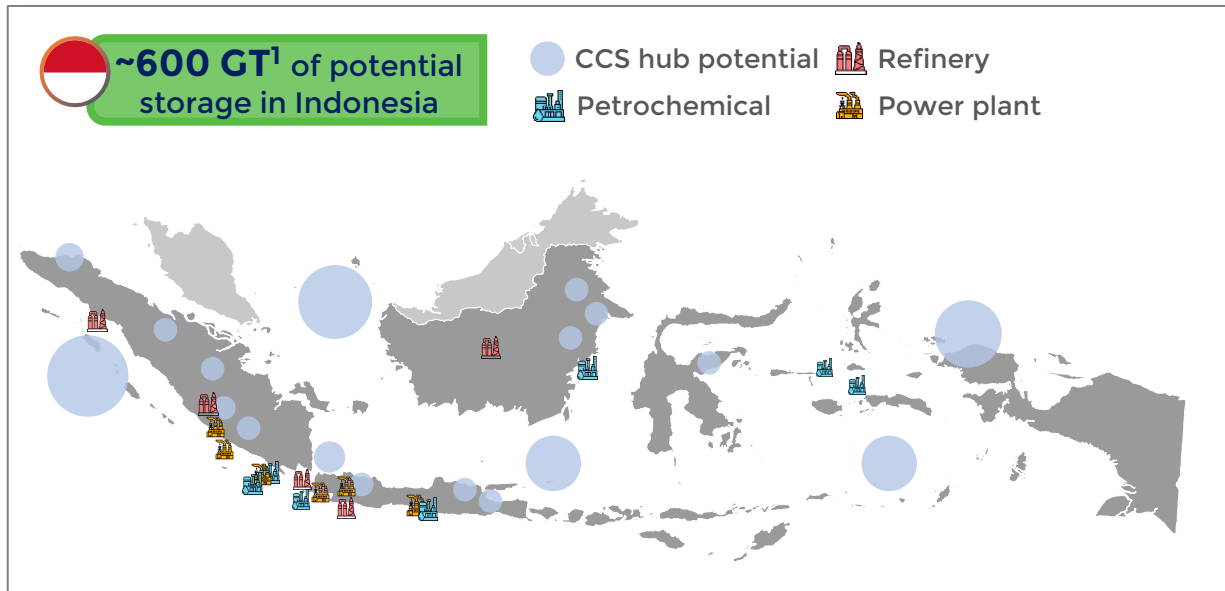 ~600 GT¹ of potential
storage in Indonesia
CCS hub potential
Refinery
Petrochemical
Power plant